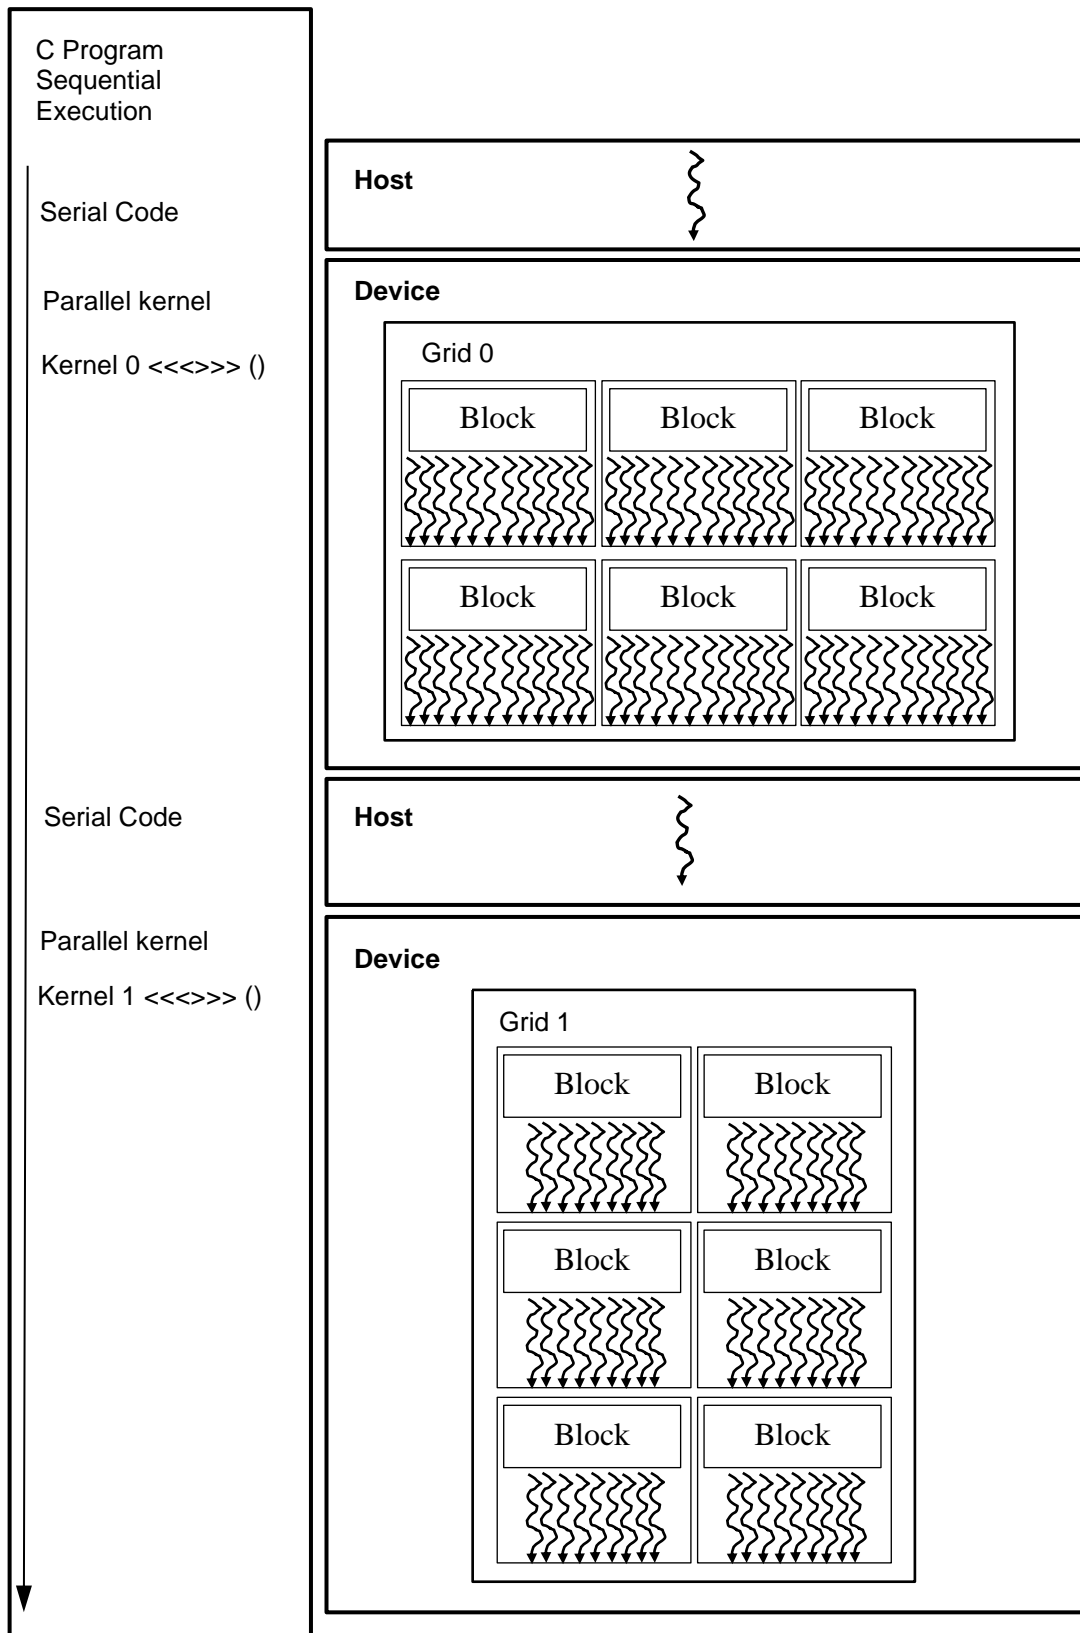 C Program
Sequential
Execution
Serial Code
Host
Parallel kernel
Kernel 0 <<<>>> ()
Device
Grid 0
Block Block Block
Block Block Block
Serial Code
Host
Parallel kernel
Kernel 1 <<<>>> ()
Device
Grid 1
Block Block
Block Block
Block Block